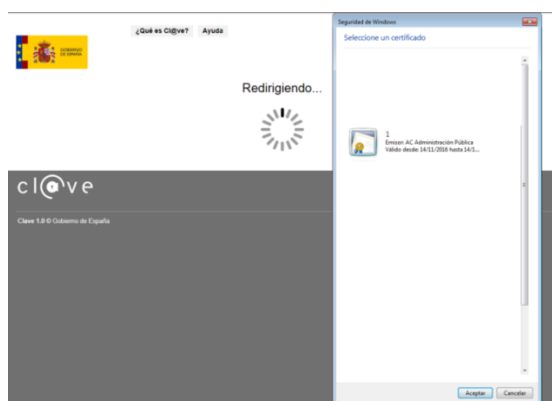 ¿Qué es Cl@ve? Ayuda
GOBIERNO
DE ESPAÑA
Redirigiendo...
cl@ve
Clave 1.0 © Gobierno de España
Seguridad de Windows
Seleccione un certificado
1
Emisor: AC Administración Pública
Válido desde: 14/11/2016 hasta 14/1...
Aceptar Cancelar